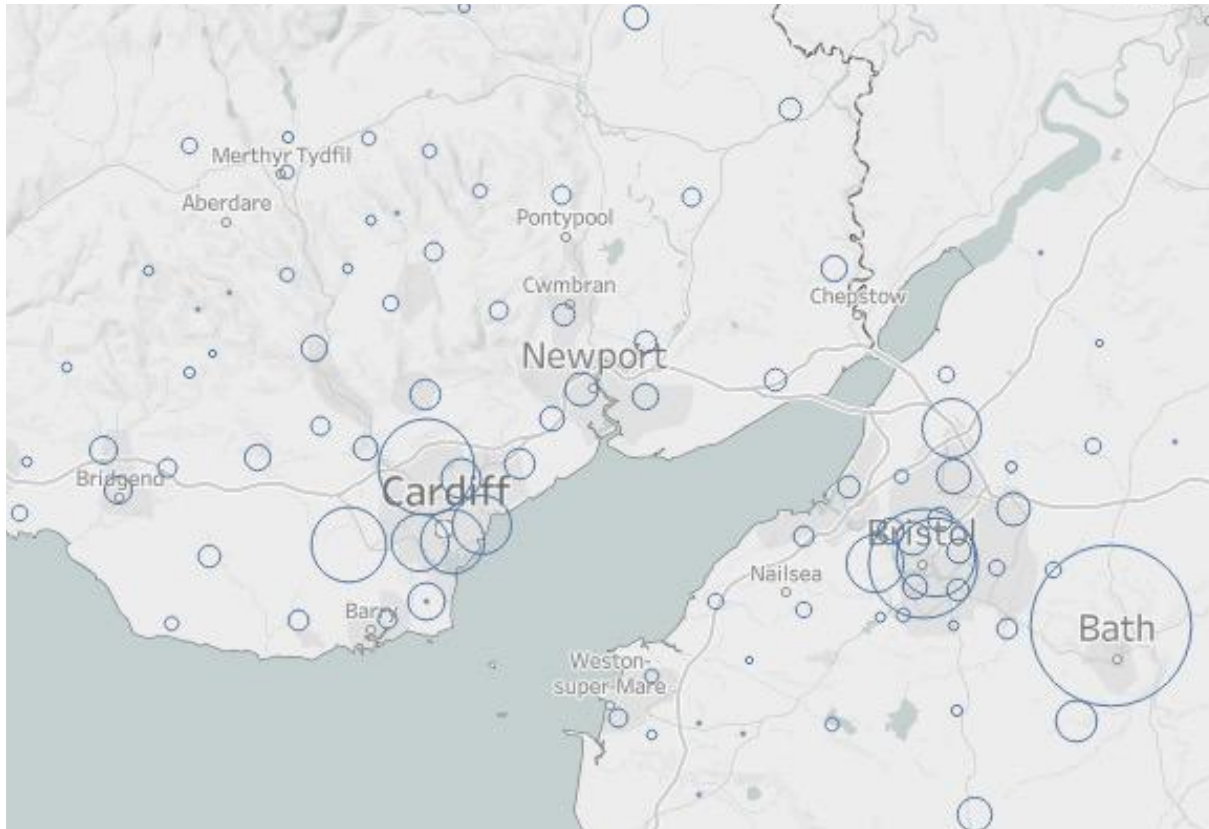 Merthyr Tydfil
Aberdare
Pontypool
Cwmbran
Chepstow
Newport
Bridgend
Cardiff
Bristol
Nailsea
Barry
Bath
Weston-
super-Mare